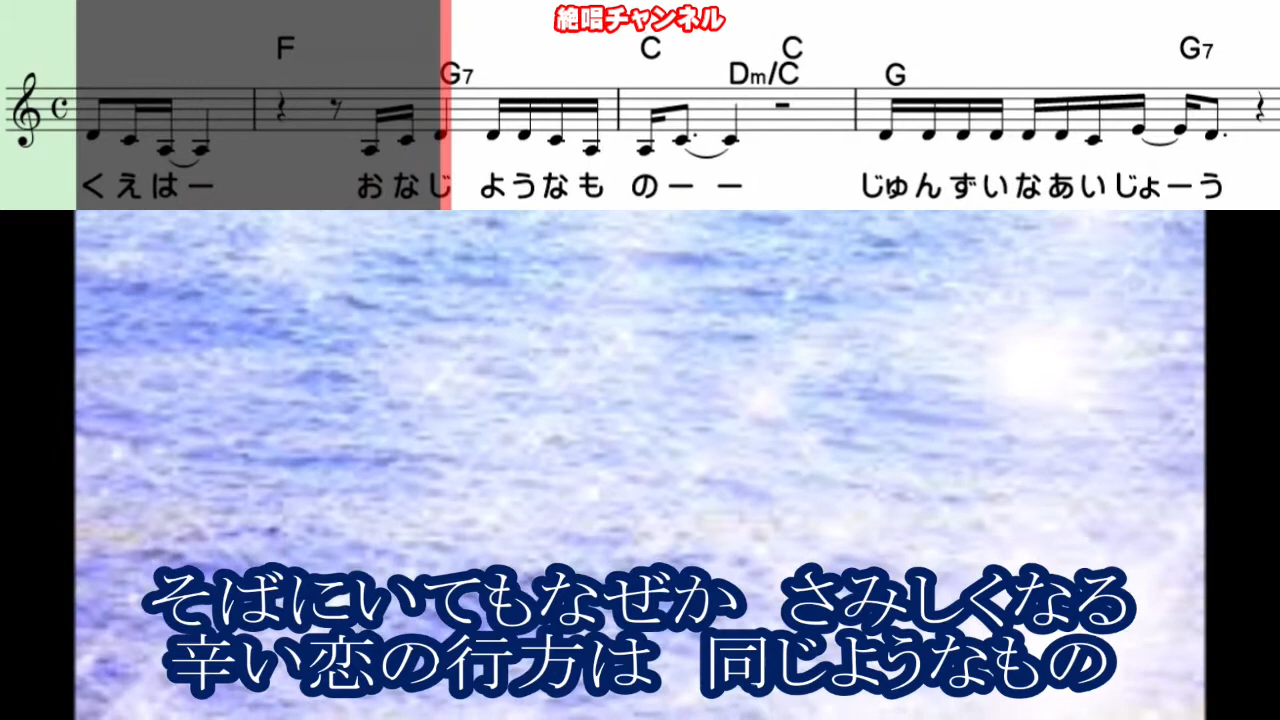 絶唱チャンネル
F G7 C Dm/C C G G7
くえはー おなじ ようなも のーー じゅんずいなあいじょーう
そばにいてもなぜか さみしくなる
辛い恋の行方は 同じようなもの